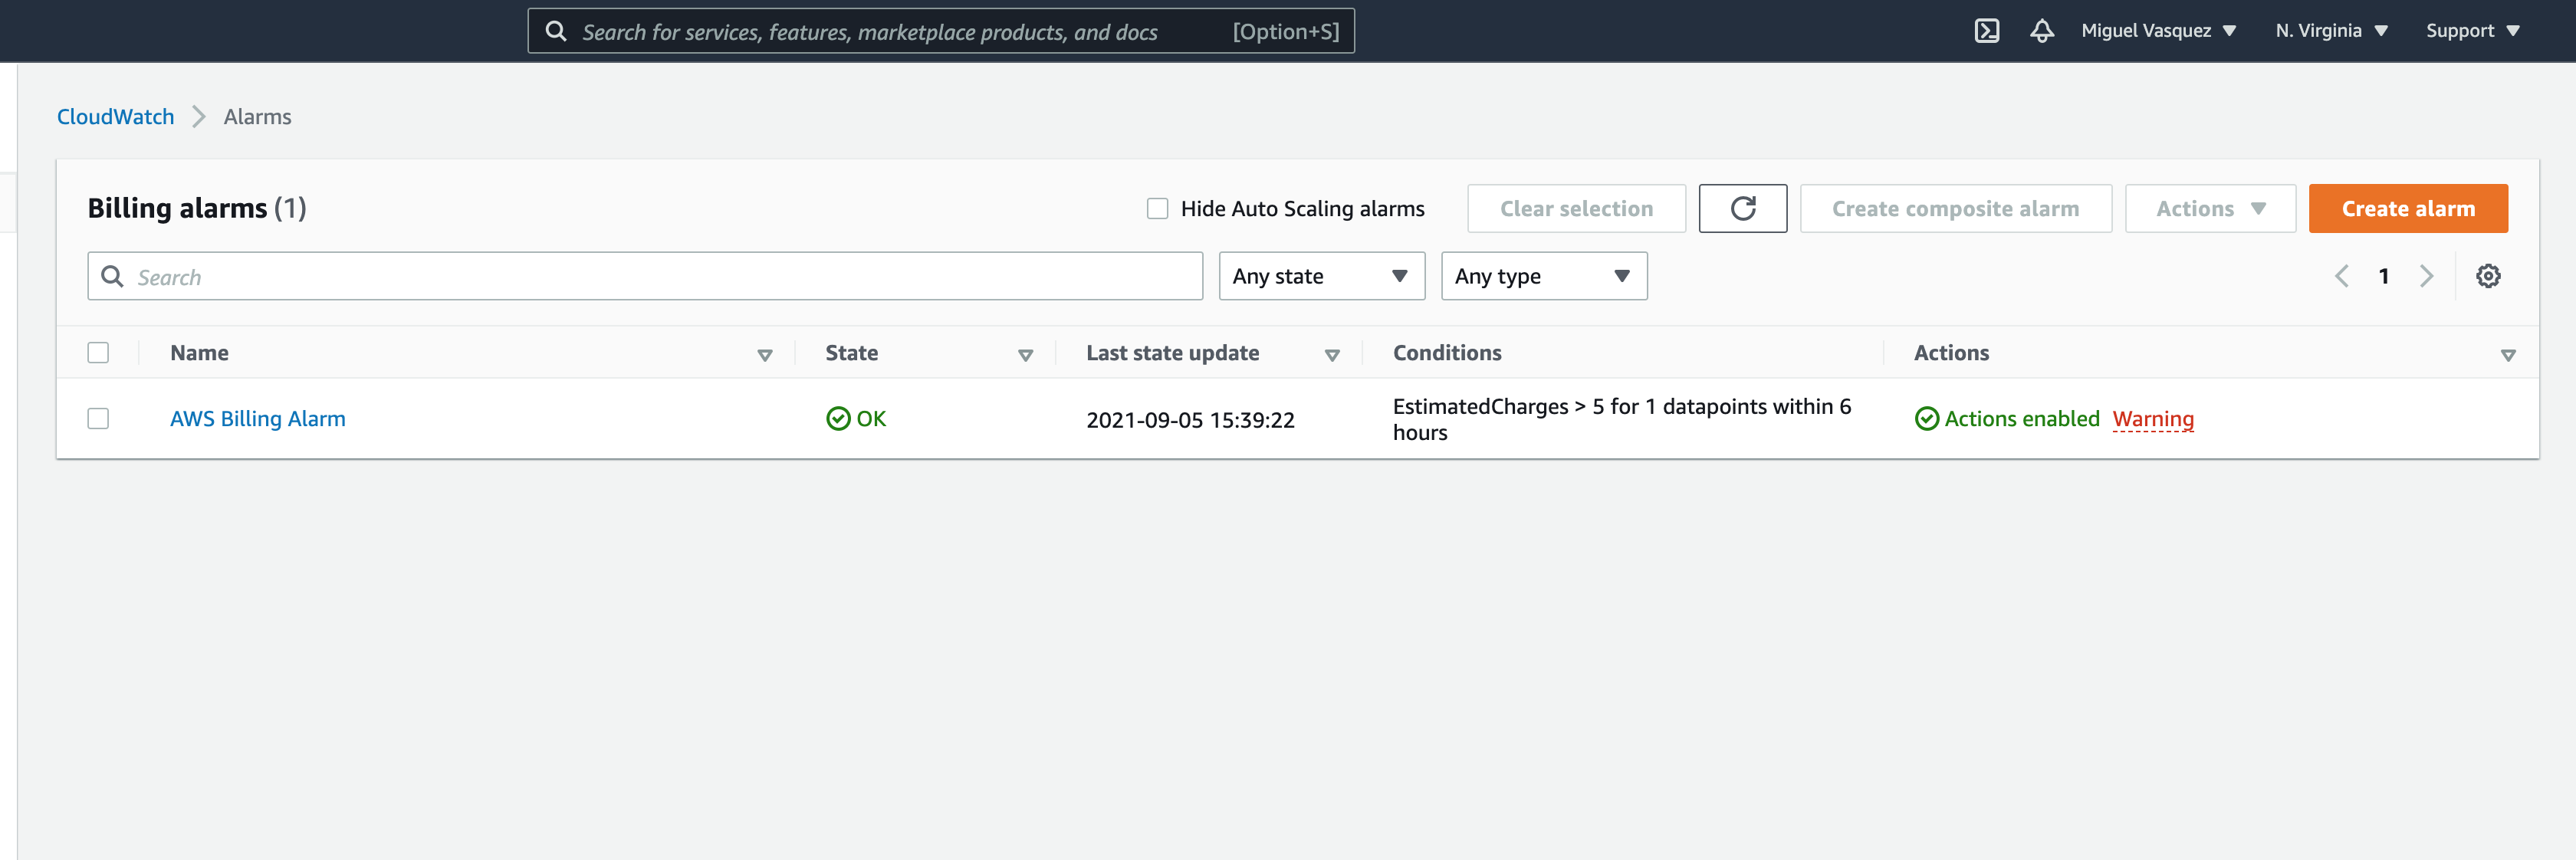 Search for services, features, marketplace products, and docs [Option+S] Miguel Vasquez N. Virginia Support
CloudWatch Alarms
Billing alarms (1) Hide Auto Scaling alarms Clear selection Create composite alarm Actions Create alarm
Search Any state Any type 1
Name State Last state update Conditions Actions
AWS Billing Alarm OK 2021-09-05 15:39:22 EstimatedCharges > 5 for 1 datapoints within 6 Actions enabled Warning
hours